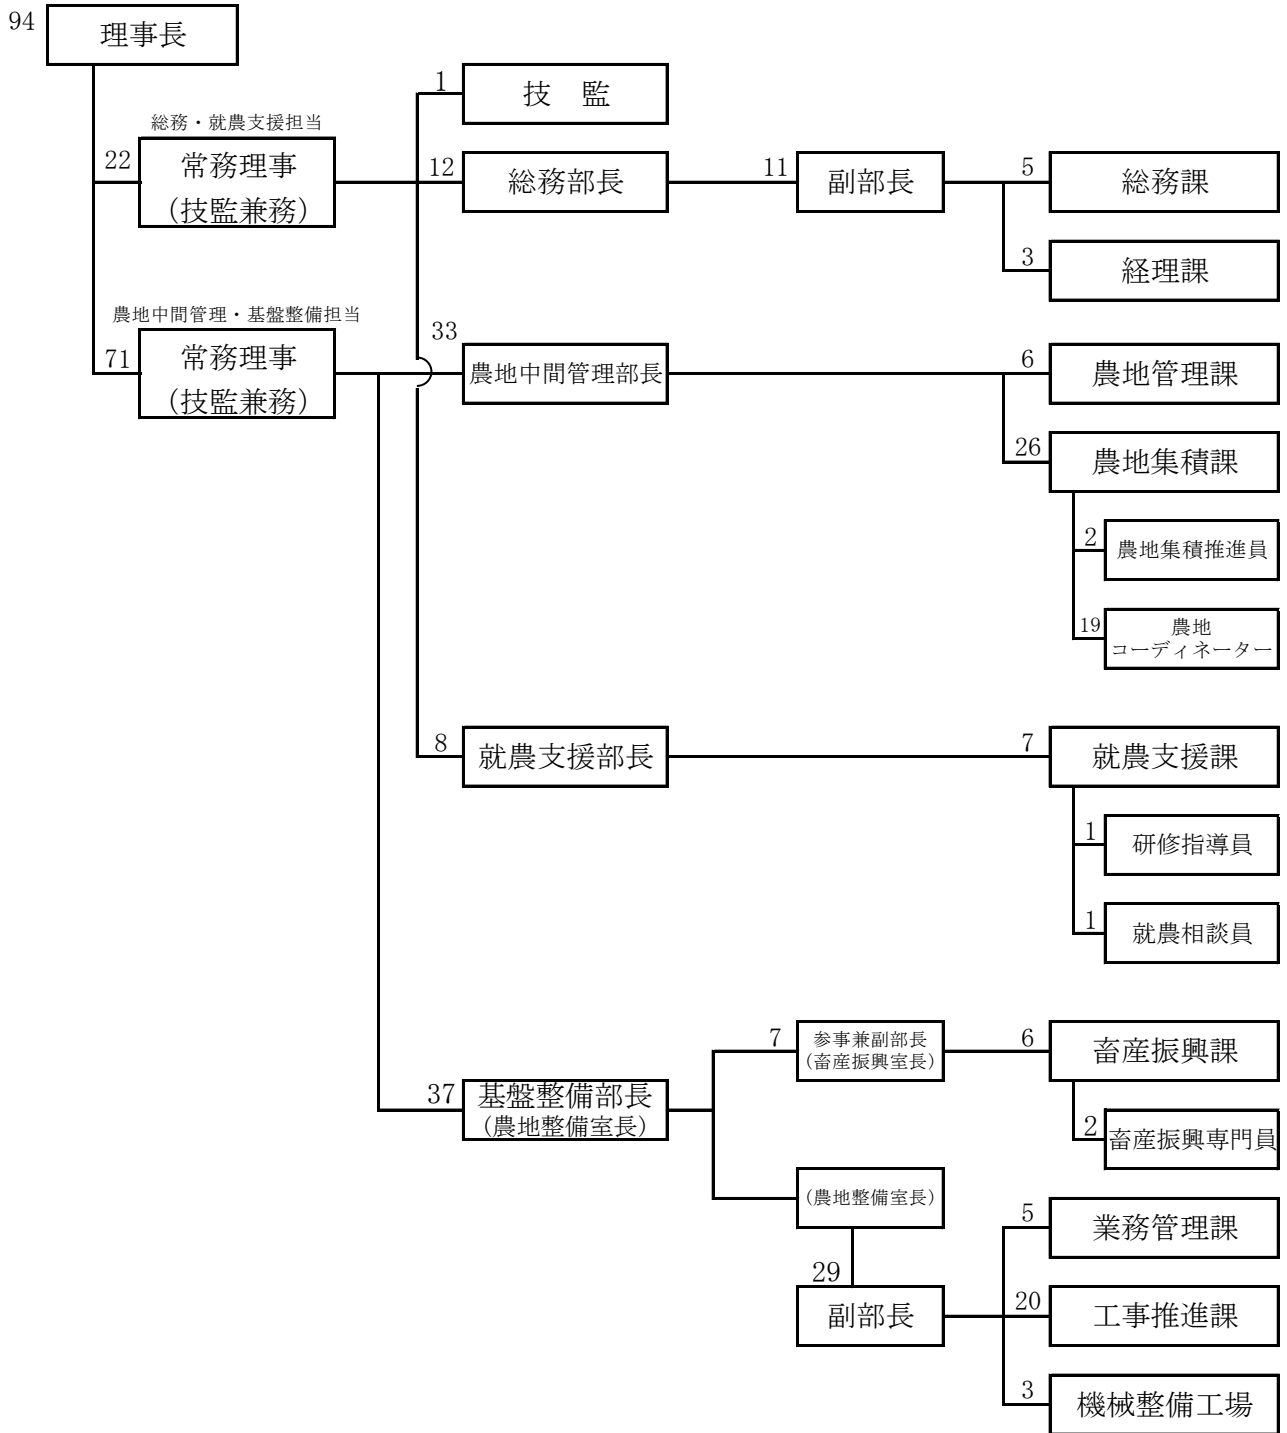 94
理事長
1
技　監
総務・就農支援担当
22
常務理事
(技監兼務)
12
総務部長
11
副部長
5
総務課
3
経理課
農地中間管理・基盤整備担当
71
常務理事
(技監兼務)
33
農地中間管理部長
6
農地管理課
26
農地集積課
2
農地集積推進員
19
農地
コーディネーター
8
就農支援部長
7
就農支援課
1
研修指導員
1
就農相談員
37
基盤整備部長
(農地整備室長)
7
参事兼副部長
(畜産振興室長)
6
畜産振興課
2
畜産振興専門員
(農地整備室長)
29
副部長
5
業務管理課
20
工事推進課
3
機械整備工場